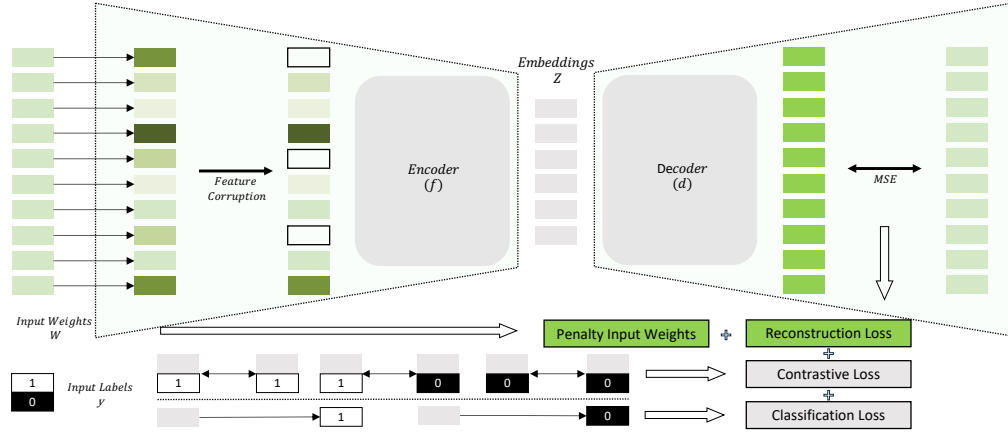 Embeddings
Z
Encoder
(f)
Decoder
(d)
Feature
Corruption
MSE
Input Weights
W
Penalty Input Weights
Reconstruction Loss
1
0
Input Labels
y
1
1
1
0
0
0
Contrastive Loss
1
0
Classification Loss